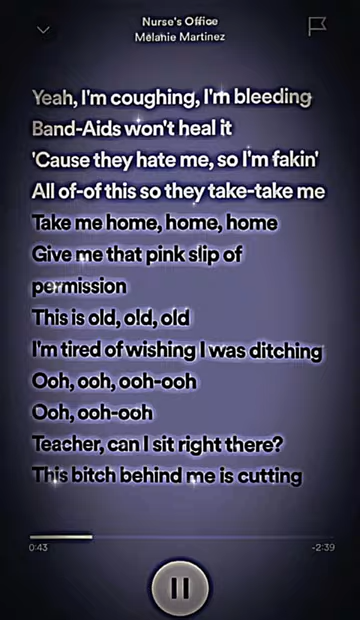 Nurse's Office
Melanie Martinez
Yeah, I'm coughing, I'm bleeding
Band-Aids won't heal it
'Cause they hate me, so I'm fakin'
All of-of this so they take-take me
Take me home, home, home
Give me that pink slip of
permission
This is old, old, old
I'm tired of wishing I was ditching
Ooh, ooh, ooh-ooh
Ooh, ooh-ooh
Teacher, can I sit right there?
This bitch behind me is cutting
0:43
-2:39